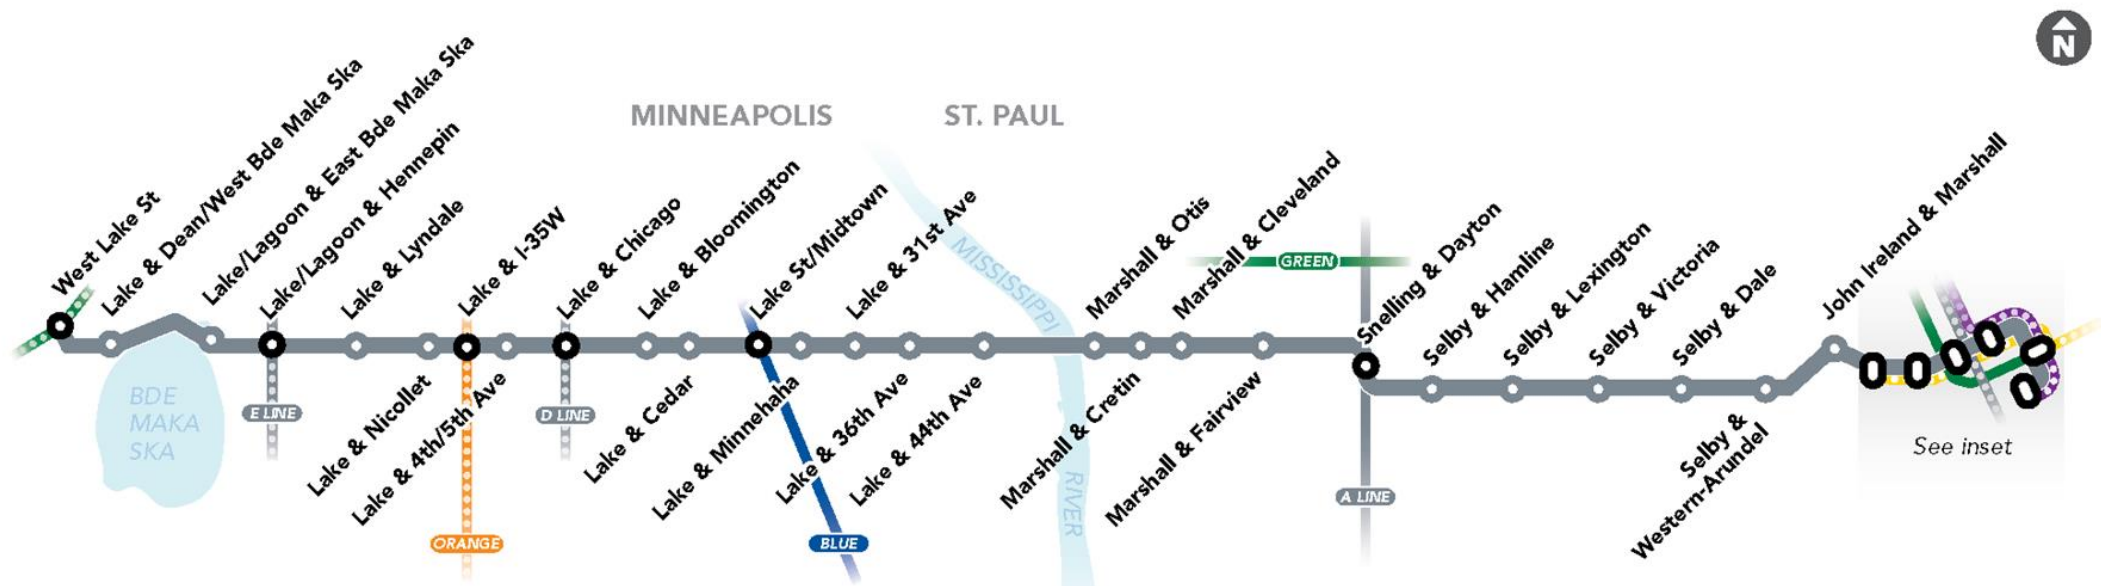 N
MINNEAPOLIS
ST. PAUL
West Lake St
Lake & Dean/West Bde Maka Ska
Lake/Lagoon & East Bde Maka Ska
Lake/Lagoon & Hennepin
Lake & Lyndale
Lake & I-35W
Lake & Chicago
Lake & Bloomington
Lake St/Midtown
Lake & 31st Ave
MISSISSIPPI
RIVER
Marshall & Otis
Marshall & Cleveland
GREEN
Snelling & Dayton
Selby & Hamline
Selby & Lexington
Selby & Victoria
Selby & Dale
John Ireland & Marshall
BDE
MAKA
SKA
E LINE
Lake & Nicollet
Lake & 4th/5th Ave
ORANGE
D LINE
Lake & Cedar
Lake & Minnehaha
BLUE
Lake & 36th Ave
Lake & 44th Ave
Marshall & Cretin
Marshall & Fairview
A LINE
Selby &
Western-Arundel
See inset